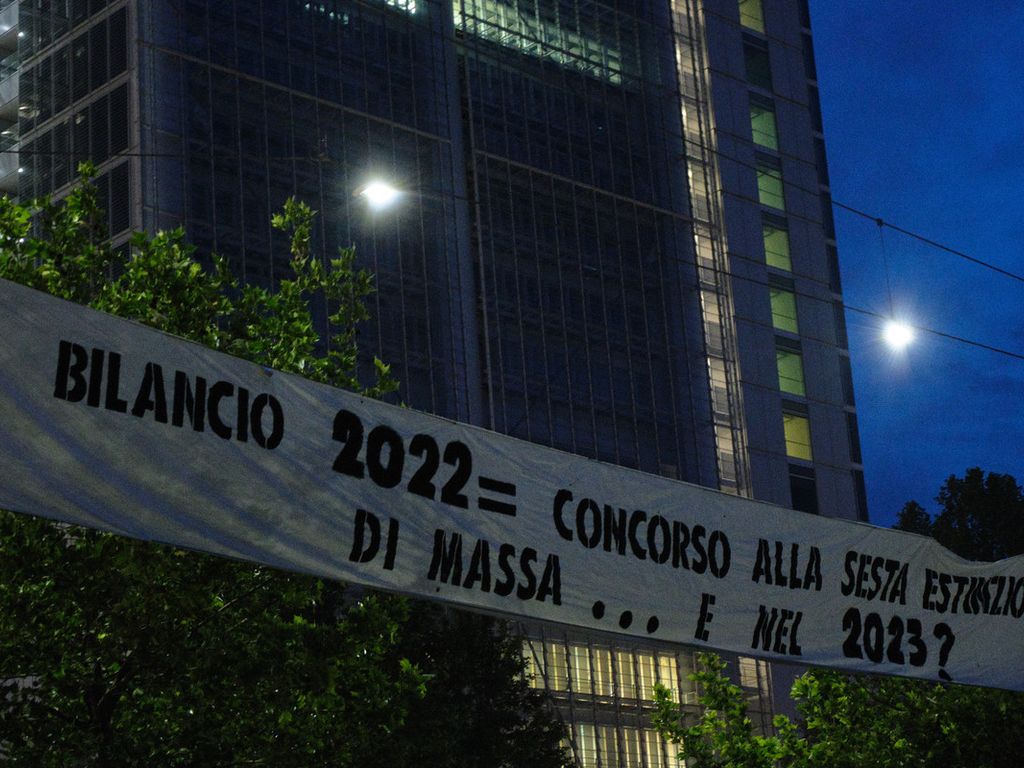 BILANCIO 2022 = CONCORSO ALLA SESTA ESTINZIO
DI MASSA ... E NEL 2023?